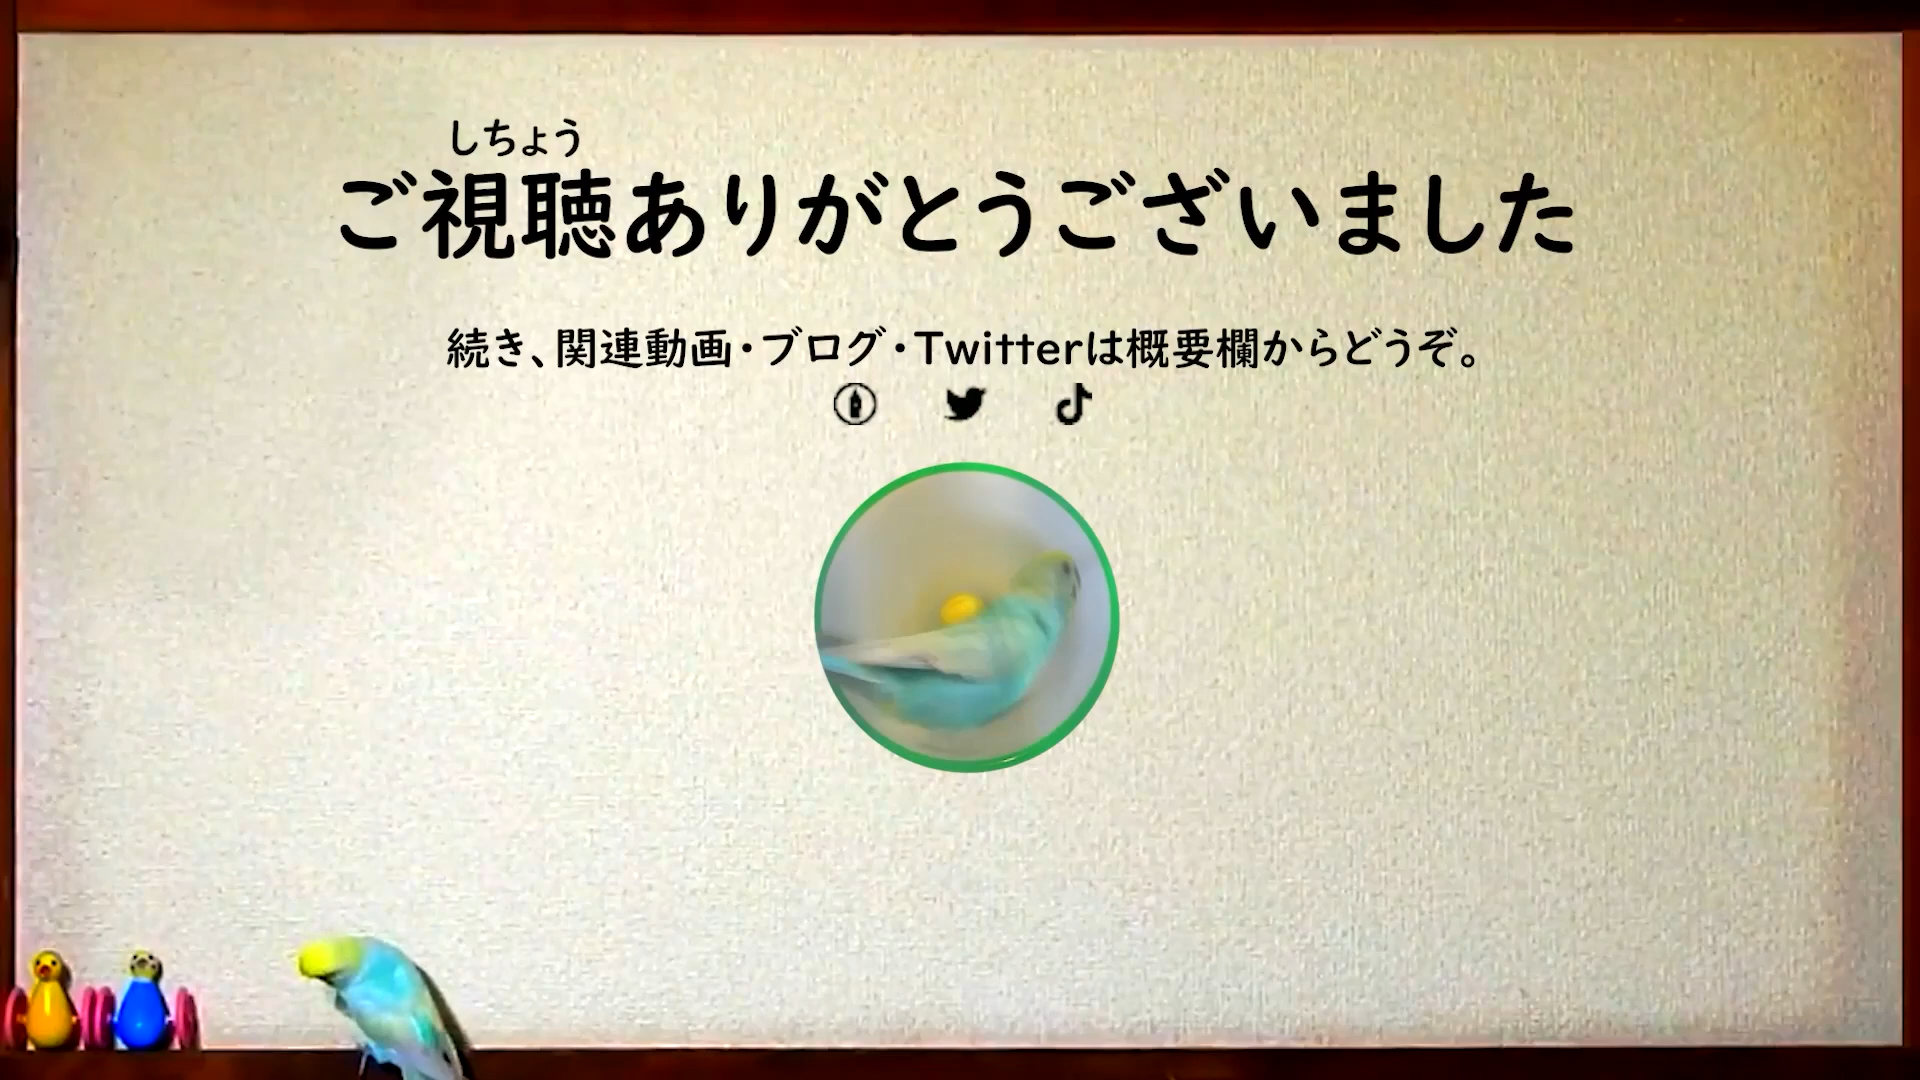 しちょう
ご視聴ありがとうございました
続き、関連動画・ブログ・Twitterは概要欄からどうぞ。